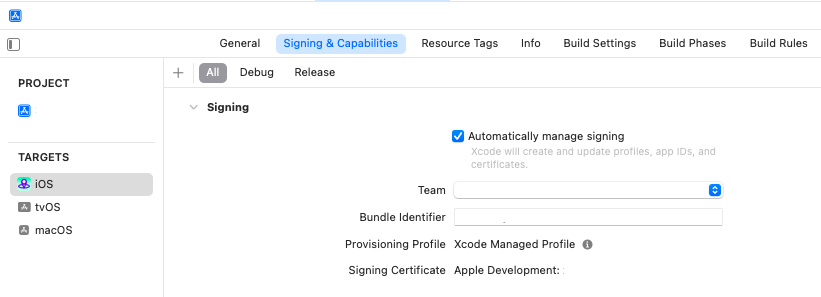 General Signing & Capabilities Resource Tags Info Build Settings Build Phases Build Rules
PROJECT
TARGETS
iOS
tvOS
macOS
+ All Debug Release
Signing
Automatically manage signing
Xcode will create and update profiles, app IDs, and
certificates.
Team
Bundle Identifier
Provisioning Profile Xcode Managed Profile
Signing Certificate Apple Development: